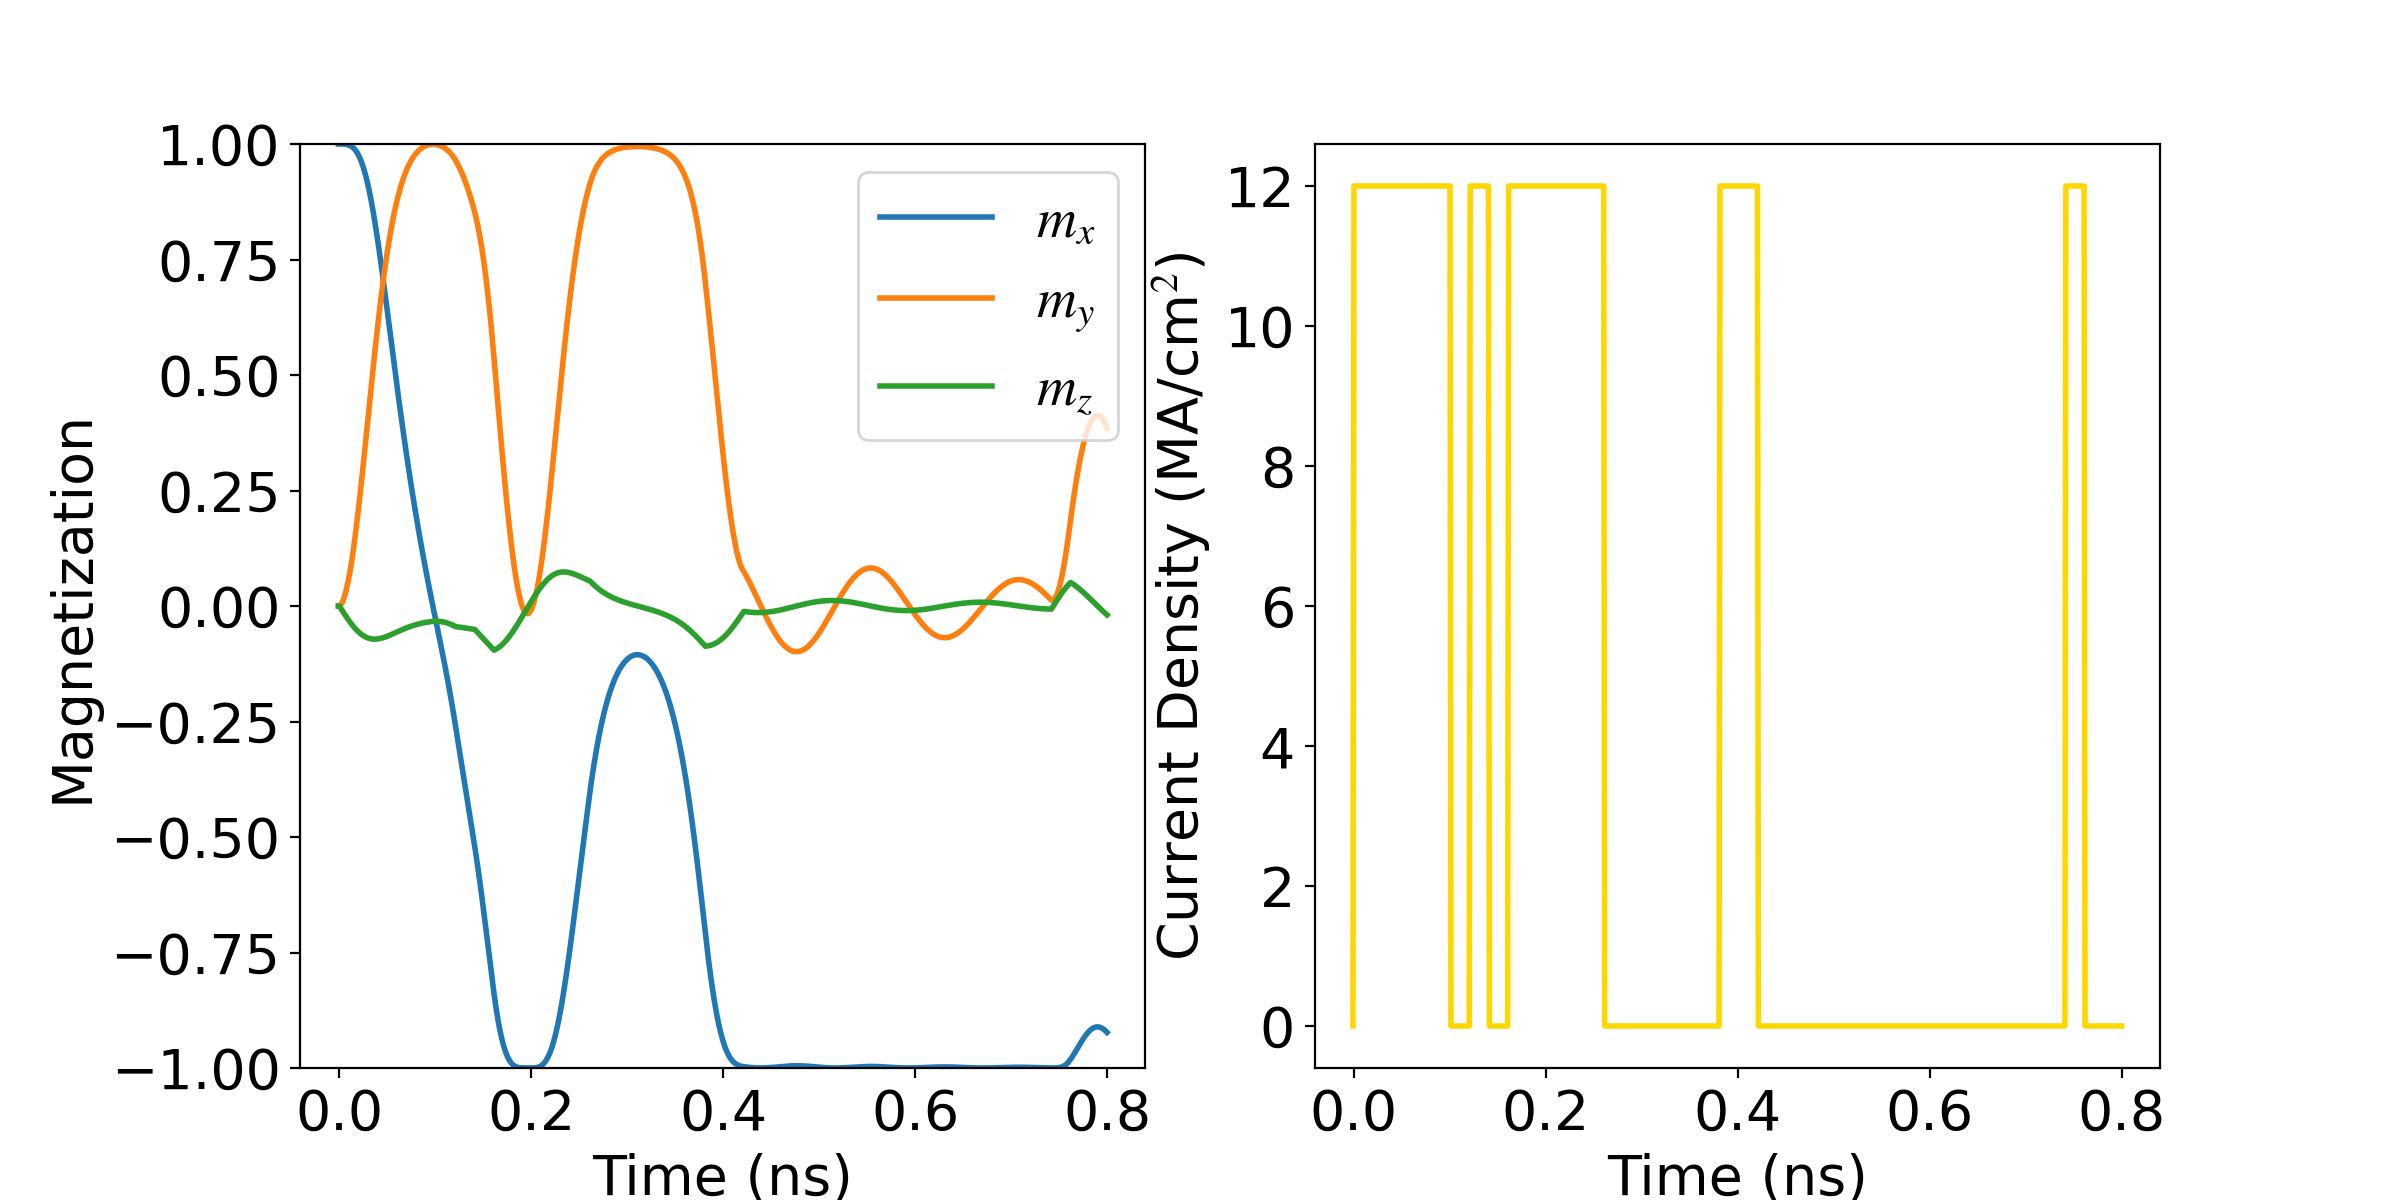 Magnetization
1.00
0.75
0.50
0.25
0.00
−0.25
−0.50
−0.75
−1.00
0.0 0.2 0.4 0.6 0.8
Time (ns)
m_x
m_y
m_z
Current Density (MA/cm²)
12
10
8
6
4
2
0
0.0 0.2 0.4 0.6 0.8
Time (ns)